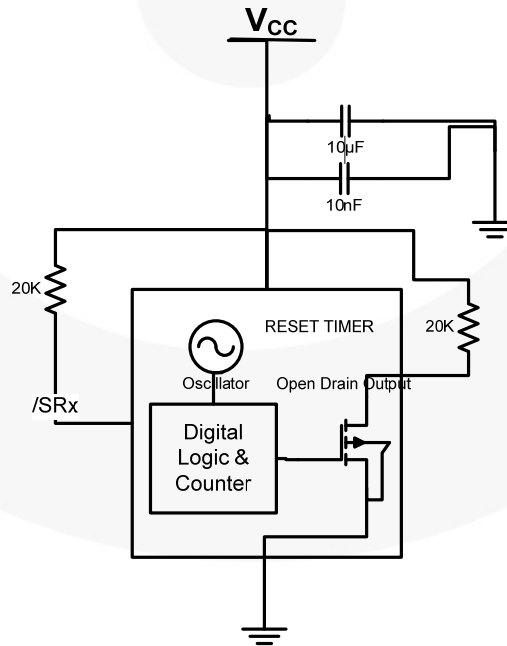 VCC
10µF
10nF
20K
RESET TIMER
20K
Oscillator
Open Drain Output
/SRx
Digital
Logic &
Counter